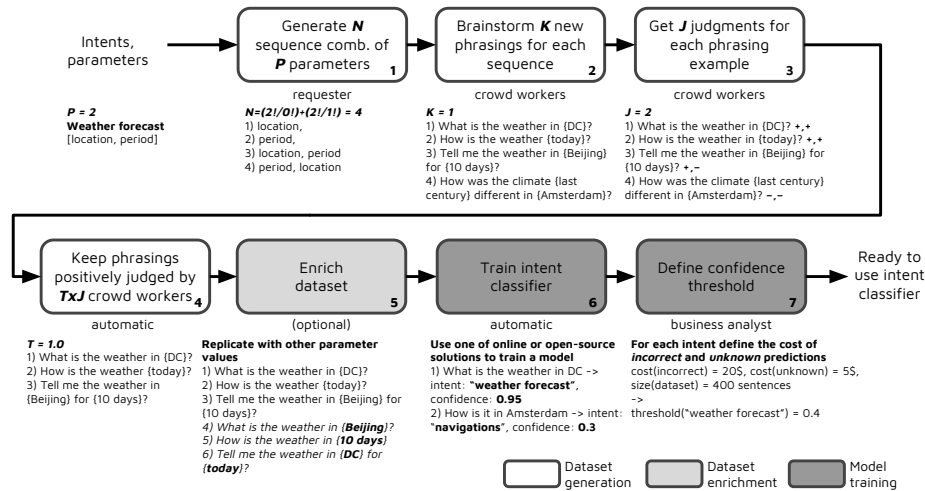 Intents,
parameters
Generate N
sequence comb. of
P parameters
1
Brainstorm K new
phrasings for each
sequence
2
Get J judgments for
each phrasing
example
3
requester
crowd workers
crowd workers
P = 2
Weather forecast
[location, period]
N=(2!/0!)+(2!/1!) = 4
1) location,
2) period,
3) location, period
4) period, location
K = 1
1) What is the weather in {DC}?
2) How is the weather {today}?
3) Tell me the weather in {Beijing}
for {10 days}?
4) How was the climate {last
century} different in {Amsterdam}?
J = 2
1) What is the weather in {DC}? +,+
2) How is the weather {today}? +,+
3) Tell me the weather in {Beijing} for
{10 days}? +,–
4) How was the climate {last century}
different in {Amsterdam}? –,–
Keep phrasings
positively judged by
TxJ crowd workers
4
Enrich
dataset
5
Train intent
classifier
6
Define confidence
threshold
7
Ready to
use intent
classifier
automatic
(optional)
automatic
business analyst
T = 1.0
1) What is the weather in {DC}?
2) How is the weather {today}?
3) Tell me the weather in
{Beijing} for {10 days}?
Replicate with other parameter
values
1) What is the weather in {DC}?
2) How is the weather {today}?
3) Tell me the weather in {Beijing} for
{10 days}?
4) What is the weather in {Beijing}?
5) How is the weather {10 days}
6) Tell me the weather in {DC} for
{today}?
Use one of online or open-source
solutions to train a model
1) What is the weather in DC ->
intent: “weather forecast”,
confidence: 0.95
2) How is it in Amsterdam -> intent:
“navigations”, confidence: 0.3
For each intent define the cost of
incorrect and unknown predictions
cost(incorrect) = 20$, cost(unknown) = 5$,
size(dataset) = 400 sentences
->
threshold(“weather forecast”) = 0.4
Dataset
generation
Dataset
enrichment
Model
training